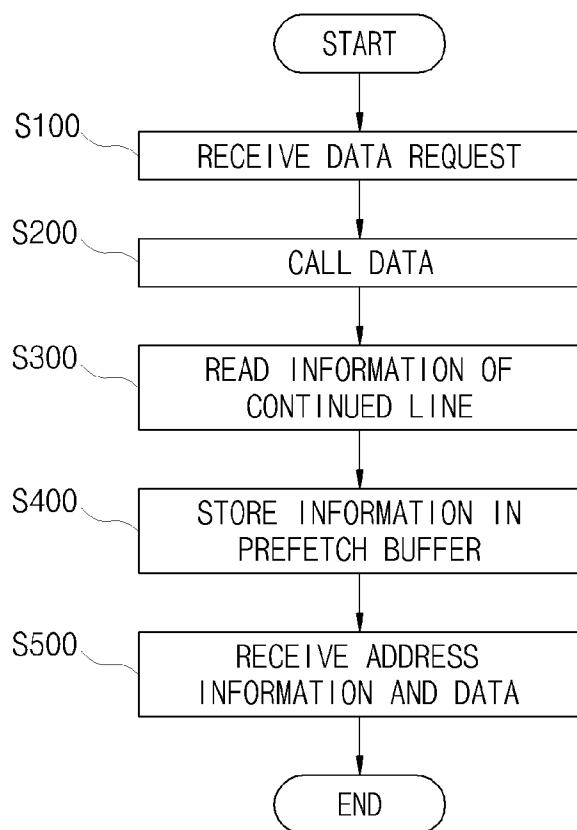 START
S100
RECEIVE DATA REQUEST
S200
CALL DATA
S300
READ INFORMATION OF
CONTINUED LINE
S400
STORE INFORMATION IN
PREFETCH BUFFER
S500
RECEIVE ADDRESS
INFORMATION AND DATA
END